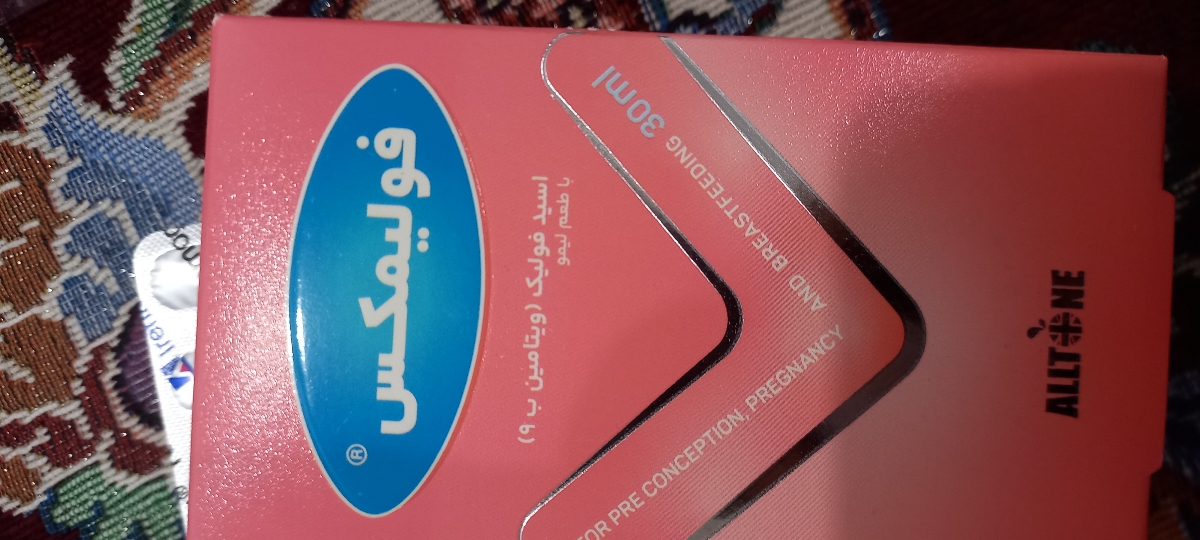 فولیمکس
®
اسید فولیک (ویتامین ب ۹)
با طعم لیمو
FOR PRE CONCEPTION, PREGNANCY
AND BREASTFEEDING 30ml
ALLTONE